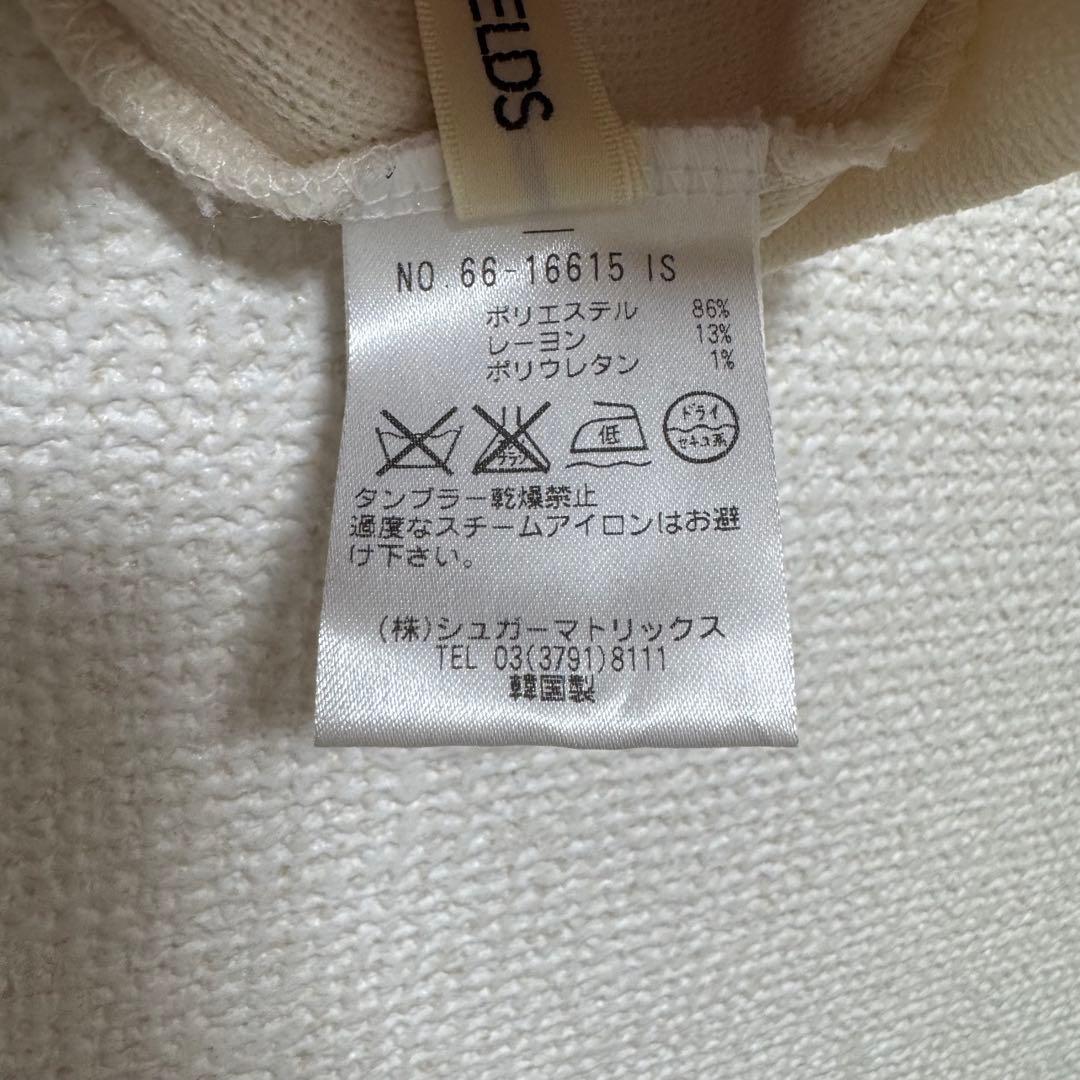 ELDS
NO.66-16615 IS
ポリエステル 86%
レーヨン 13%
ポリウレタン 1%
低
ドライ
セキユ系
タンブラー乾燥禁止
過度なスチームアイロンはお避
け下さい。
(株)シュガーマトリックス
TEL 03(3791)8111
韓国製